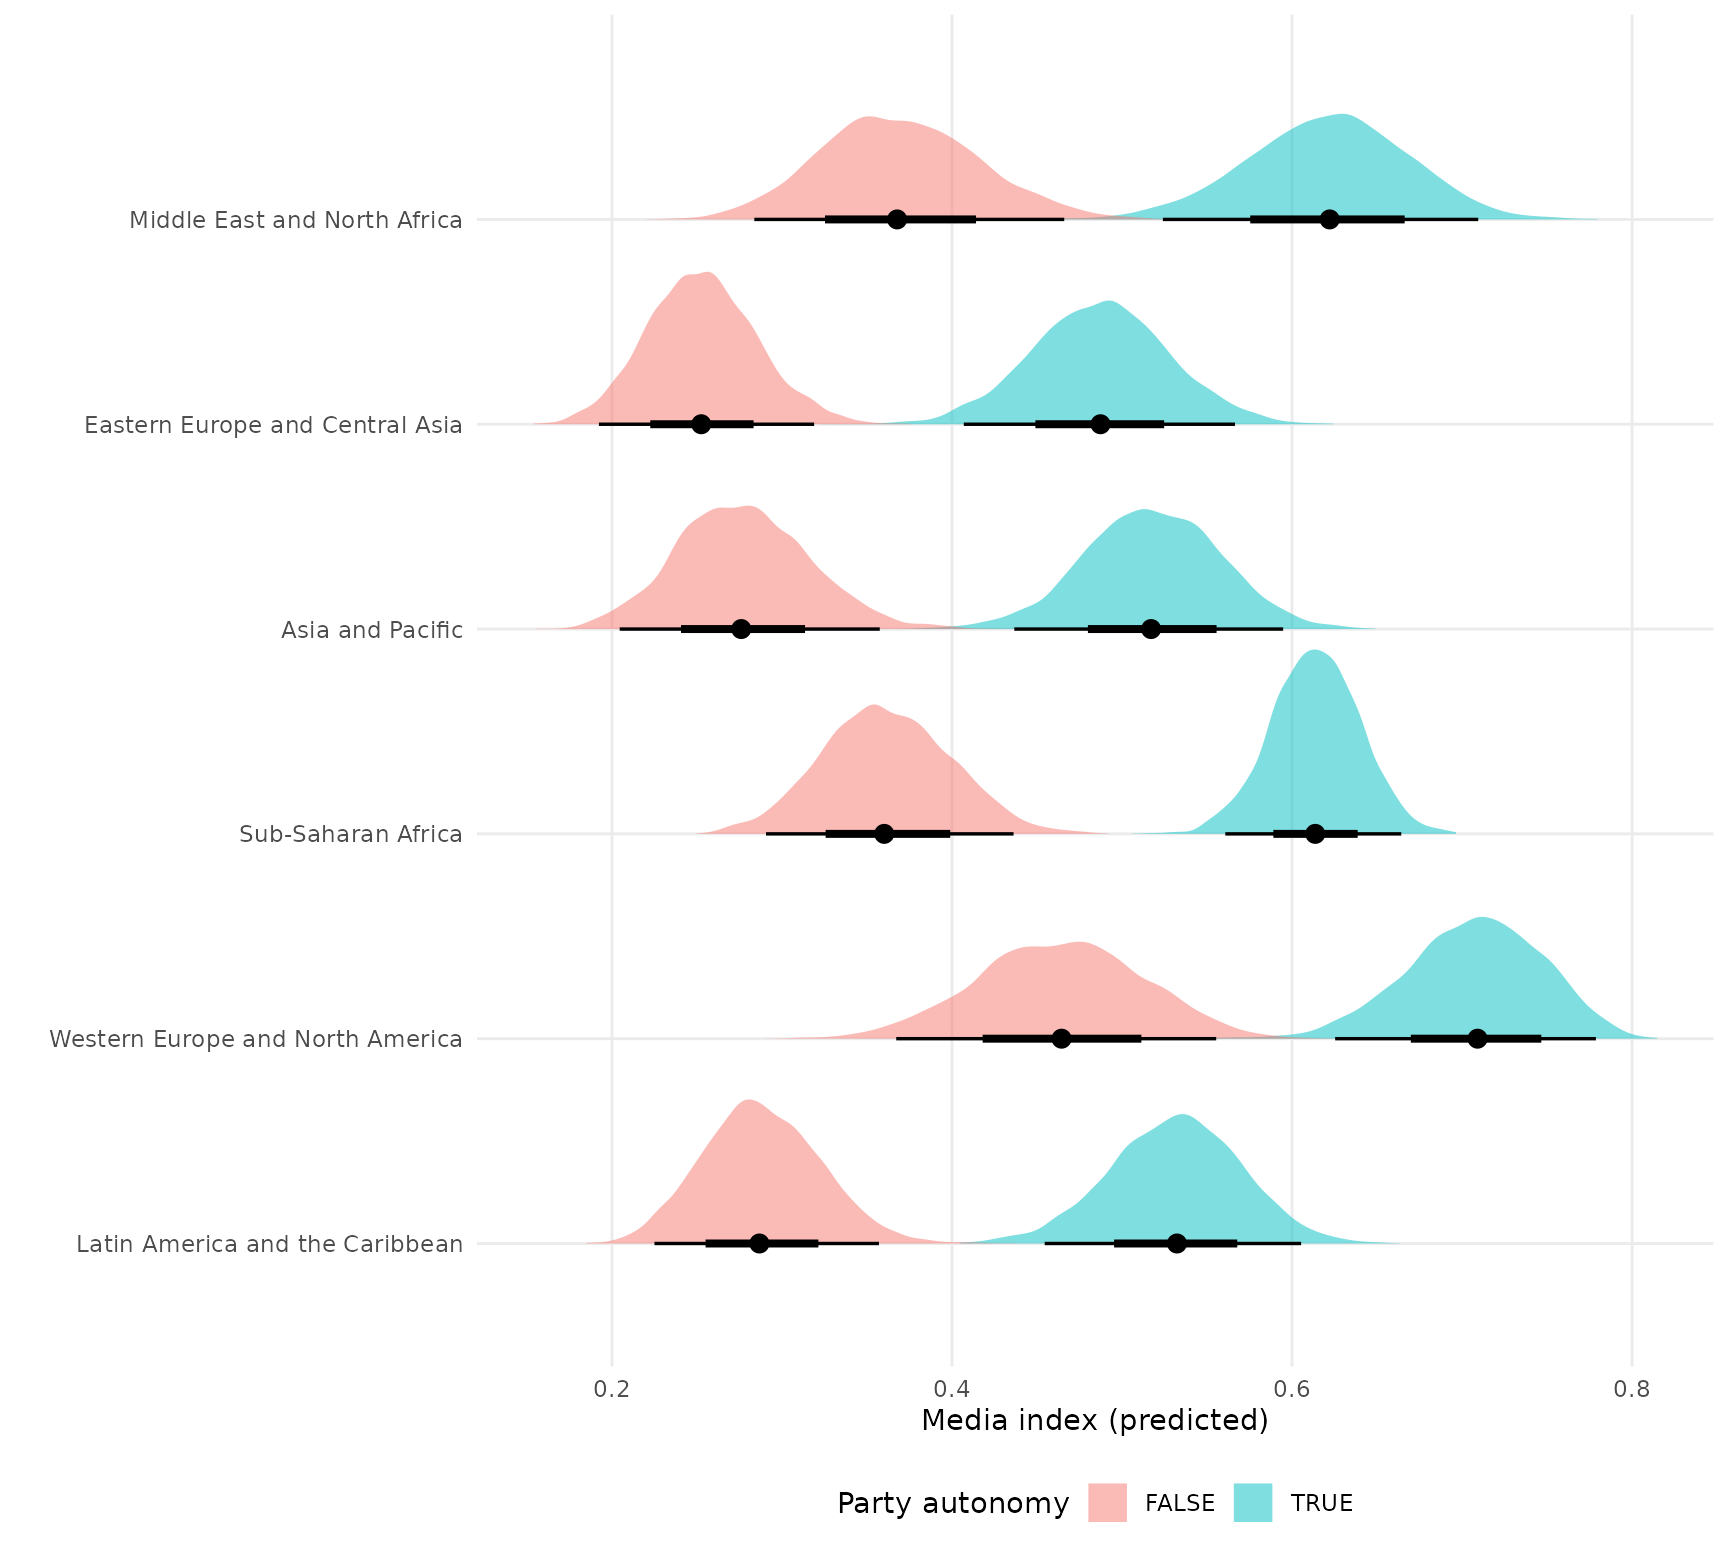 Middle East and North Africa
Eastern Europe and Central Asia
Asia and Pacific
Sub-Saharan Africa
Western Europe and North America
Latin America and the Caribbean
0.2 0.4 0.6 0.8
Media index (predicted)
Party autonomy FALSE TRUE